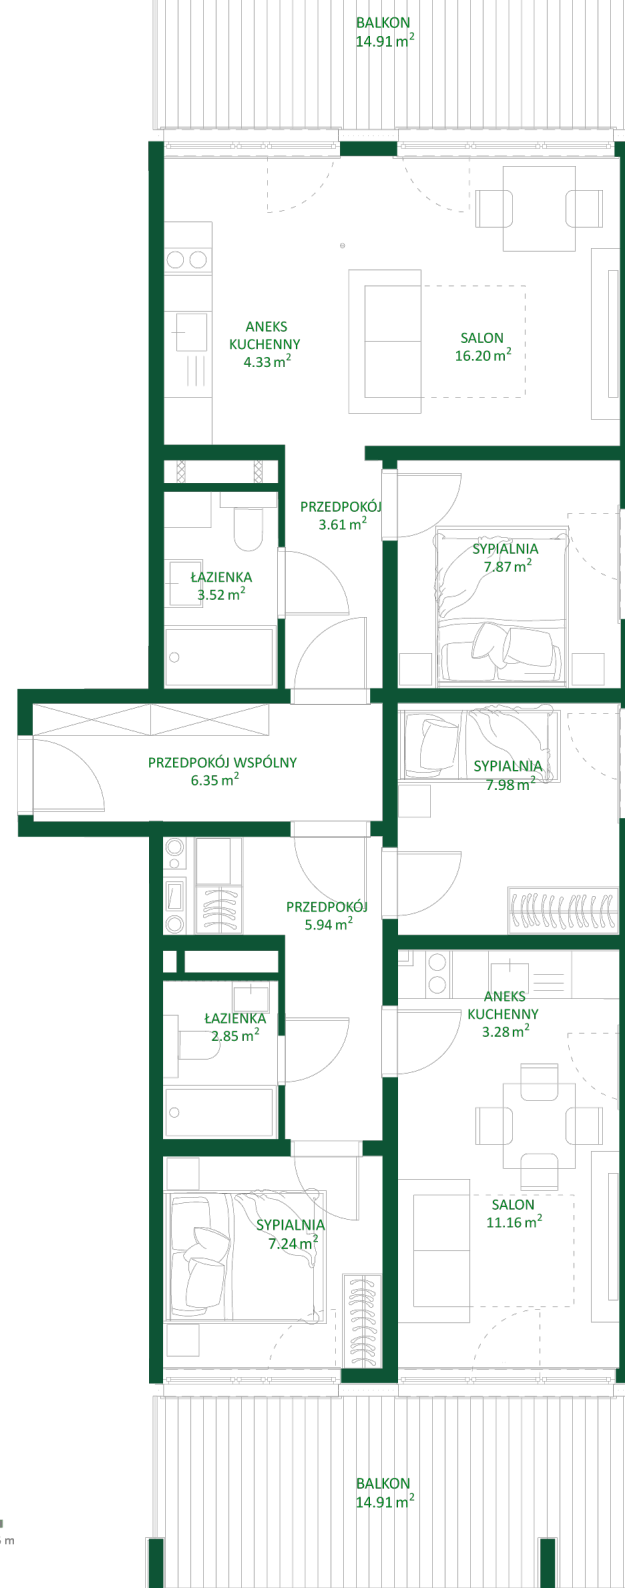 BALKON
14.91 m²
ANEKS
KUCHENNY
4.33 m²
SALON
16.20 m²
PRZEDPOKÓJ
3.61 m²
SYPIALNIA
7.87 m²
ŁAZIENKA
3.52 m²
PRZEDPOKÓJ WSPÓLNY
6.35 m²
SYPIALNIA
7.98 m²
PRZEDPOKÓJ
5.94 m²
ANEKS
KUCHENNY
3.28 m²
ŁAZIENKA
2.85 m²
SALON
11.16 m²
SYPIALNIA
7.24 m²
BALKON
14.91 m²
m